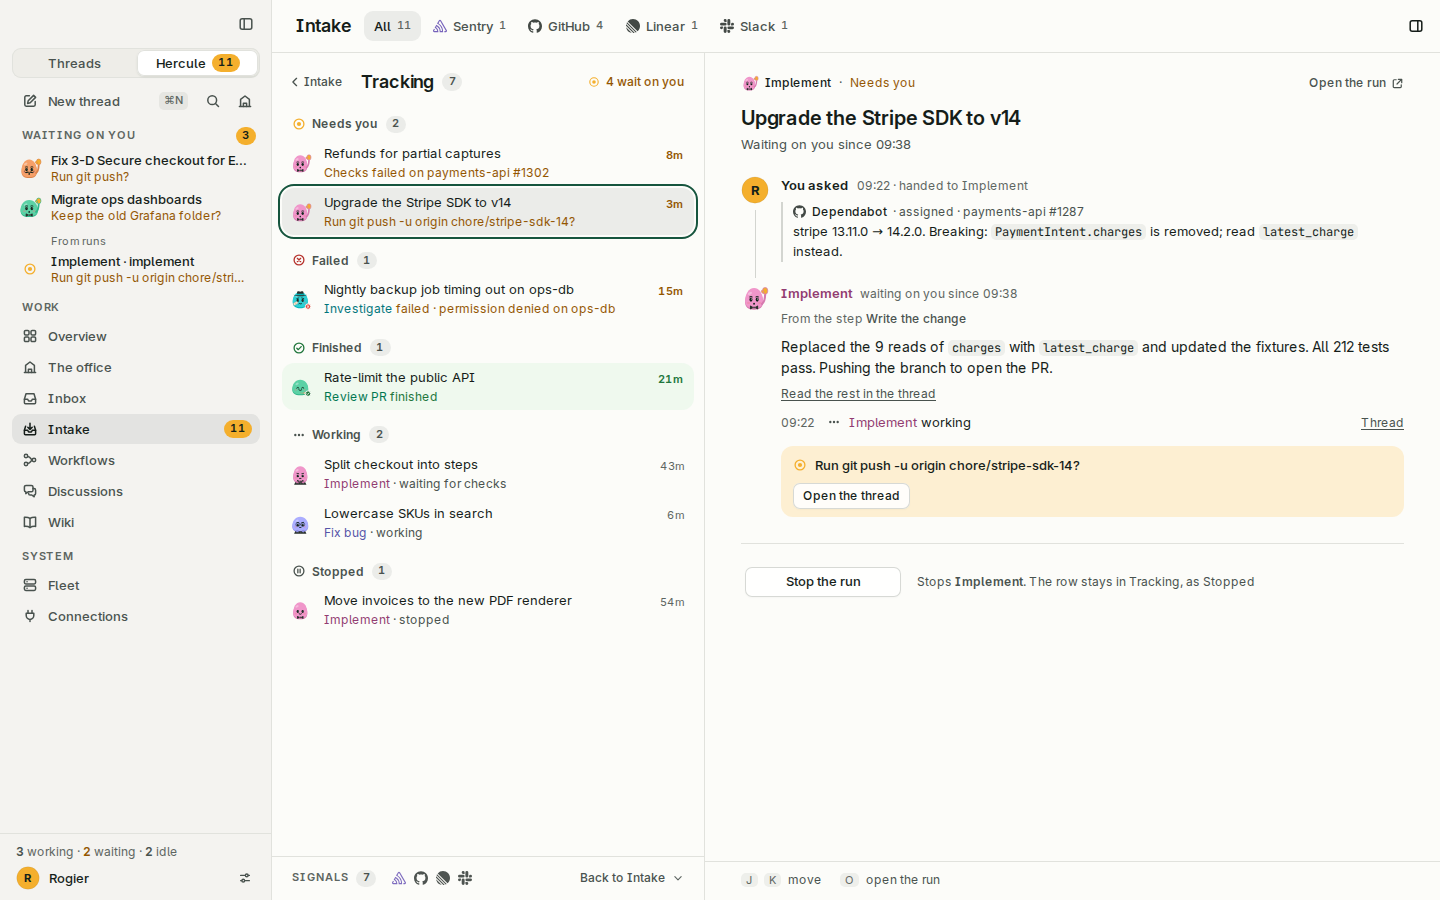 Threads
Hercule 11
New thread ⌘N
WAITING ON YOU 3
Fix 3-D Secure checkout for E...
Run git push?
Migrate ops dashboards
Keep the old Grafana folder?
From runs
Implement · implement
Run git push -u origin chore/stri...
WORK
Overview
The office
Inbox
Intake 11
Workflows
Discussions
Wiki
SYSTEM
Fleet
Connections
3 working · 2 waiting · 2 idle
R Rogier
Intake All 11 Sentry 1 GitHub 4 Linear 1 Slack 1
Intake Tracking 7 4 wait on you
Needs you 2
Refunds for partial captures 8m
Checks failed on payments-api #1302
Upgrade the Stripe SDK to v14 3m
Run git push -u origin chore/stripe-sdk-14?
Failed 1
Nightly backup job timing out on ops-db 15m
Investigate failed · permission denied on ops-db
Finished 1
Rate-limit the public API 21m
Review PR finished
Working 2
Split checkout into steps 43m
Implement · waiting for checks
Lowercase SKUs in search 6m
Fix bug · working
Stopped 1
Move invoices to the new PDF renderer 54m
Implement · stopped
SIGNALS 7 Back to Intake
Implement · Needs you Open the run
Upgrade the Stripe SDK to v14
Waiting on you since 09:38
R You asked 09:22 · handed to Implement
Dependabot · assigned · payments-api #1287
stripe 13.11.0 → 14.2.0. Breaking: PaymentIntent.charges is removed; read latest_charge
instead.
Implement waiting on you since 09:38
From the step Write the change
Replaced the 9 reads of charges with latest_charge and updated the fixtures. All 212 tests
pass. Pushing the branch to open the PR.
Read the rest in the thread
09:22 Implement working Thread
Run git push -u origin chore/stripe-sdk-14?
Open the thread
Stop the run Stops Implement. The row stays in Tracking, as Stopped
J K move O open the run